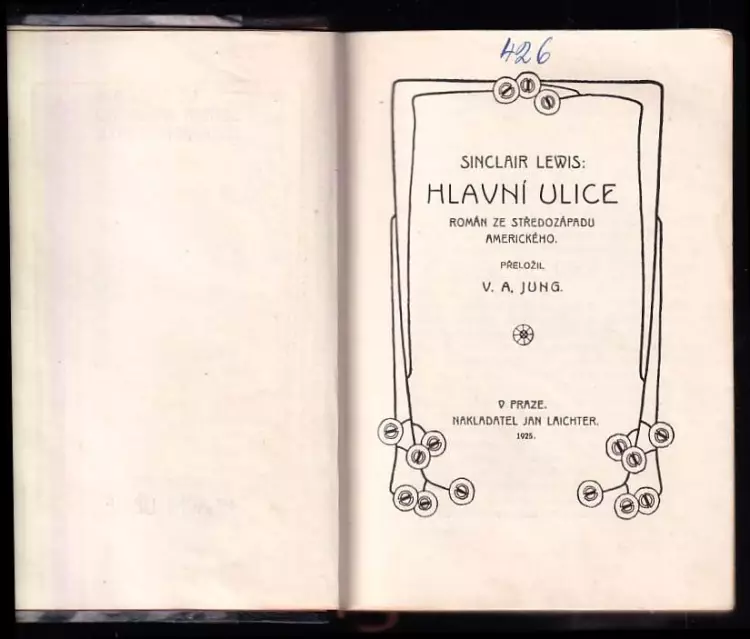 426
SINCLAIR LEWIS:
HLAVNÍ ULICE
ROMÁN ZE STŘEDOZÁPADU
AMERICKÉHO.
PŘELOŽIL
V. A. JUNG.
V PRAZE.
NAKLADATEL JAN LAICHTER.
1925.